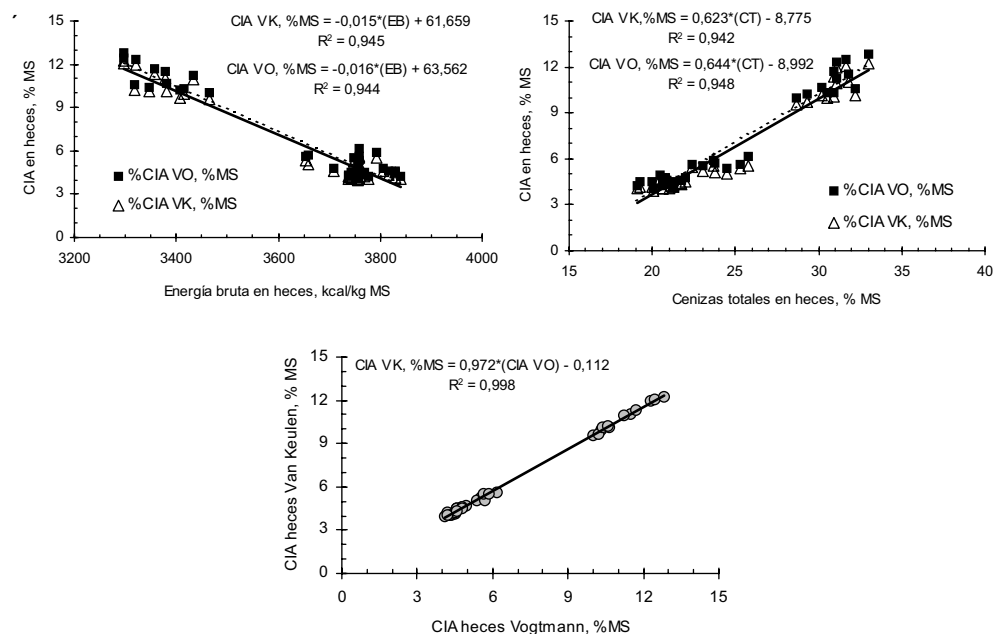 CIA VK, %MS = -0,015*(EB) + 61,659
R² = 0,945
CIA VO, %MS = -0,016*(EB) + 63,562
R² = 0,944
CIA en heces, % MS
15
12
9
6
3
0
■ %CIA VO, %MS
△ %CIA VK, %MS
3200 3400 3600 3800 4000
Energía bruta en heces, kcal/kg MS
CIA VK,%MS = 0,623*(CT) - 8,775
R² = 0,942
CIA VO, %MS = 0,644*(CT) - 8,992
R² = 0,948
CIA en heces, % MS
15
12
9
6
3
0
■ %CIA VO, %MS
△ %CIA VK, %MS
15 20 25 30 35 40
Cenizas totales en heces, % MS
CIA VK, %MS = 0,972*(CIA VO) - 0,112
R² = 0,998
CIA heces Van Keulen, % MS
15
12
9
6
3
0
0 3 6 9 12 15
CIA heces Vogtmann, %MS